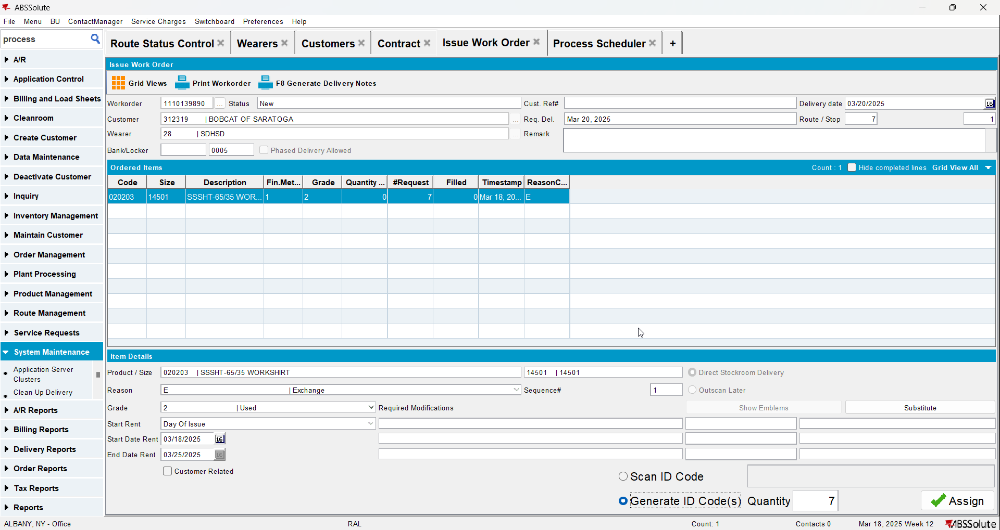 ABSSolute
File Menu BU ContactManager Service Charges Switchboard Preferences Help
process
Route Status Control Wearers Customers Contract Issue Work Order Process Scheduler +
A/R
Application Control
Billing and Load Sheets
Cleanroom
Create Customer
Data Maintenance
Deactivate Customer
Inquiry
Inventory Management
Maintain Customer
Order Management
Plant Processing
Product Management
Route Management
Service Requests
System Maintenance
Application Server
Clusters
Clean Up Delivery
A/R Reports
Billing Reports
Delivery Reports
Order Reports
Tax Reports
Reports
Issue Work Order
Grid Views Print Workorder F8 Generate Delivery Notes
Workorder 1110139890 ... Status New Cust. Ref# Delivery date 03/20/2025 16
Customer 312319 | BOBCAT OF SARATOGA ... Req. Del. Mar 20, 2025 Route / Stop 7 1
Wearer 28 | SDHSD ... Remark
Bank/Locker 0005 Phased Delivery Allowed
Ordered Items Count : 1 Hide completed lines Grid View All
Code Size Description Fin.Met... Grade Quantity ... #Request Filled Timestamp ReasonC...
020203 14501 SSSHT-65/35 WOR... 1 2 0 7 0 Mar 18, 20... E
Item Details
Product / Size 020203 | SSSHT-65/35 WORKSHIRT 14501 | 14501 Direct Stockroom Delivery
Reason E | Exchange Sequence# 1 Outscan Later
Grade 2 | Used Required Modifications Show Emblems Substitute
Start Rent Day Of Issue
Start Date Rent 03/18/2025 16
End Date Rent 03/25/2025 16
Customer Related
Scan ID Code
Generate ID Code(s) Quantity 7 Assign
ALBANY, NY - Office RAL Count: 1 Contacts 0 Mar 18, 2025 Week 12 ABSSolute